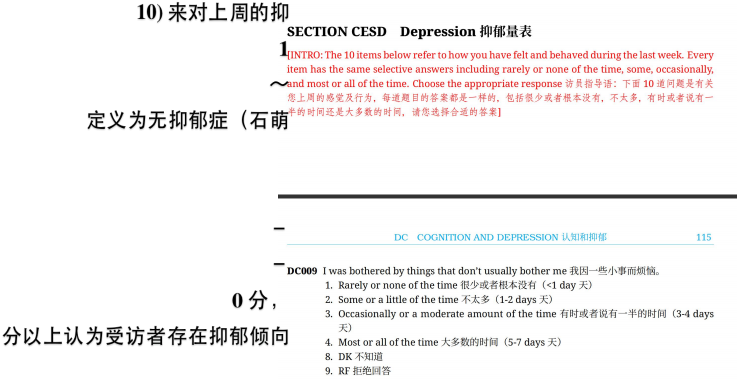 10) 来对上周的抑
1
～
定义为无抑郁症（石萌
0 分，
分以上认为受访者存在抑郁倾向
SECTION CESD Depression 抑郁量表
[INTRO: The 10 items below refer to how you have felt and behaved during the last week. Every
item has the same selective answers including rarely or none of the time, some, occasionally,
and most or all of the time. Choose the appropriate response 访员指导语：下面 10 道问题是有关
您上周的感觉及行为，每道题目的答案都是一样的，包括很少或者根本没有，不太多，有时或者说有一
半的时间还是大多数的时间，请您选择合适的答案]
DC COGNITION AND DEPRESSION 认知和抑郁 115
DC009 I was bothered by things that don't usually bother me 我因一些小事而烦恼。
1. Rarely or none of the time 很少或者根本没有（<1 day 天）
2. Some or a little of the time 不太多（1-2 days 天）
3. Occasionally or a moderate amount of the time 有时或者说有一半的时间（3-4 days
天）
4. Most or all of the time 大多数的时间（5-7 days 天）
8. DK 不知道
9. RF 拒绝回答